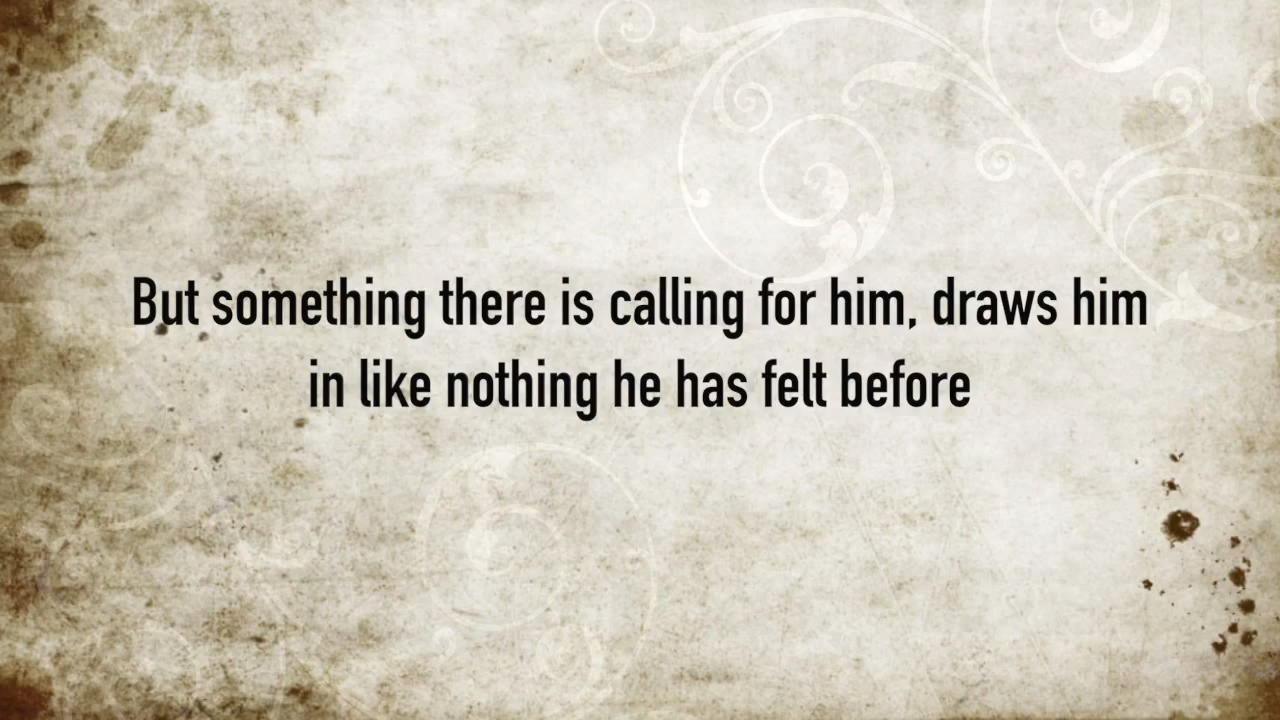 But something there is calling for him, draws him
in like nothing he has felt before